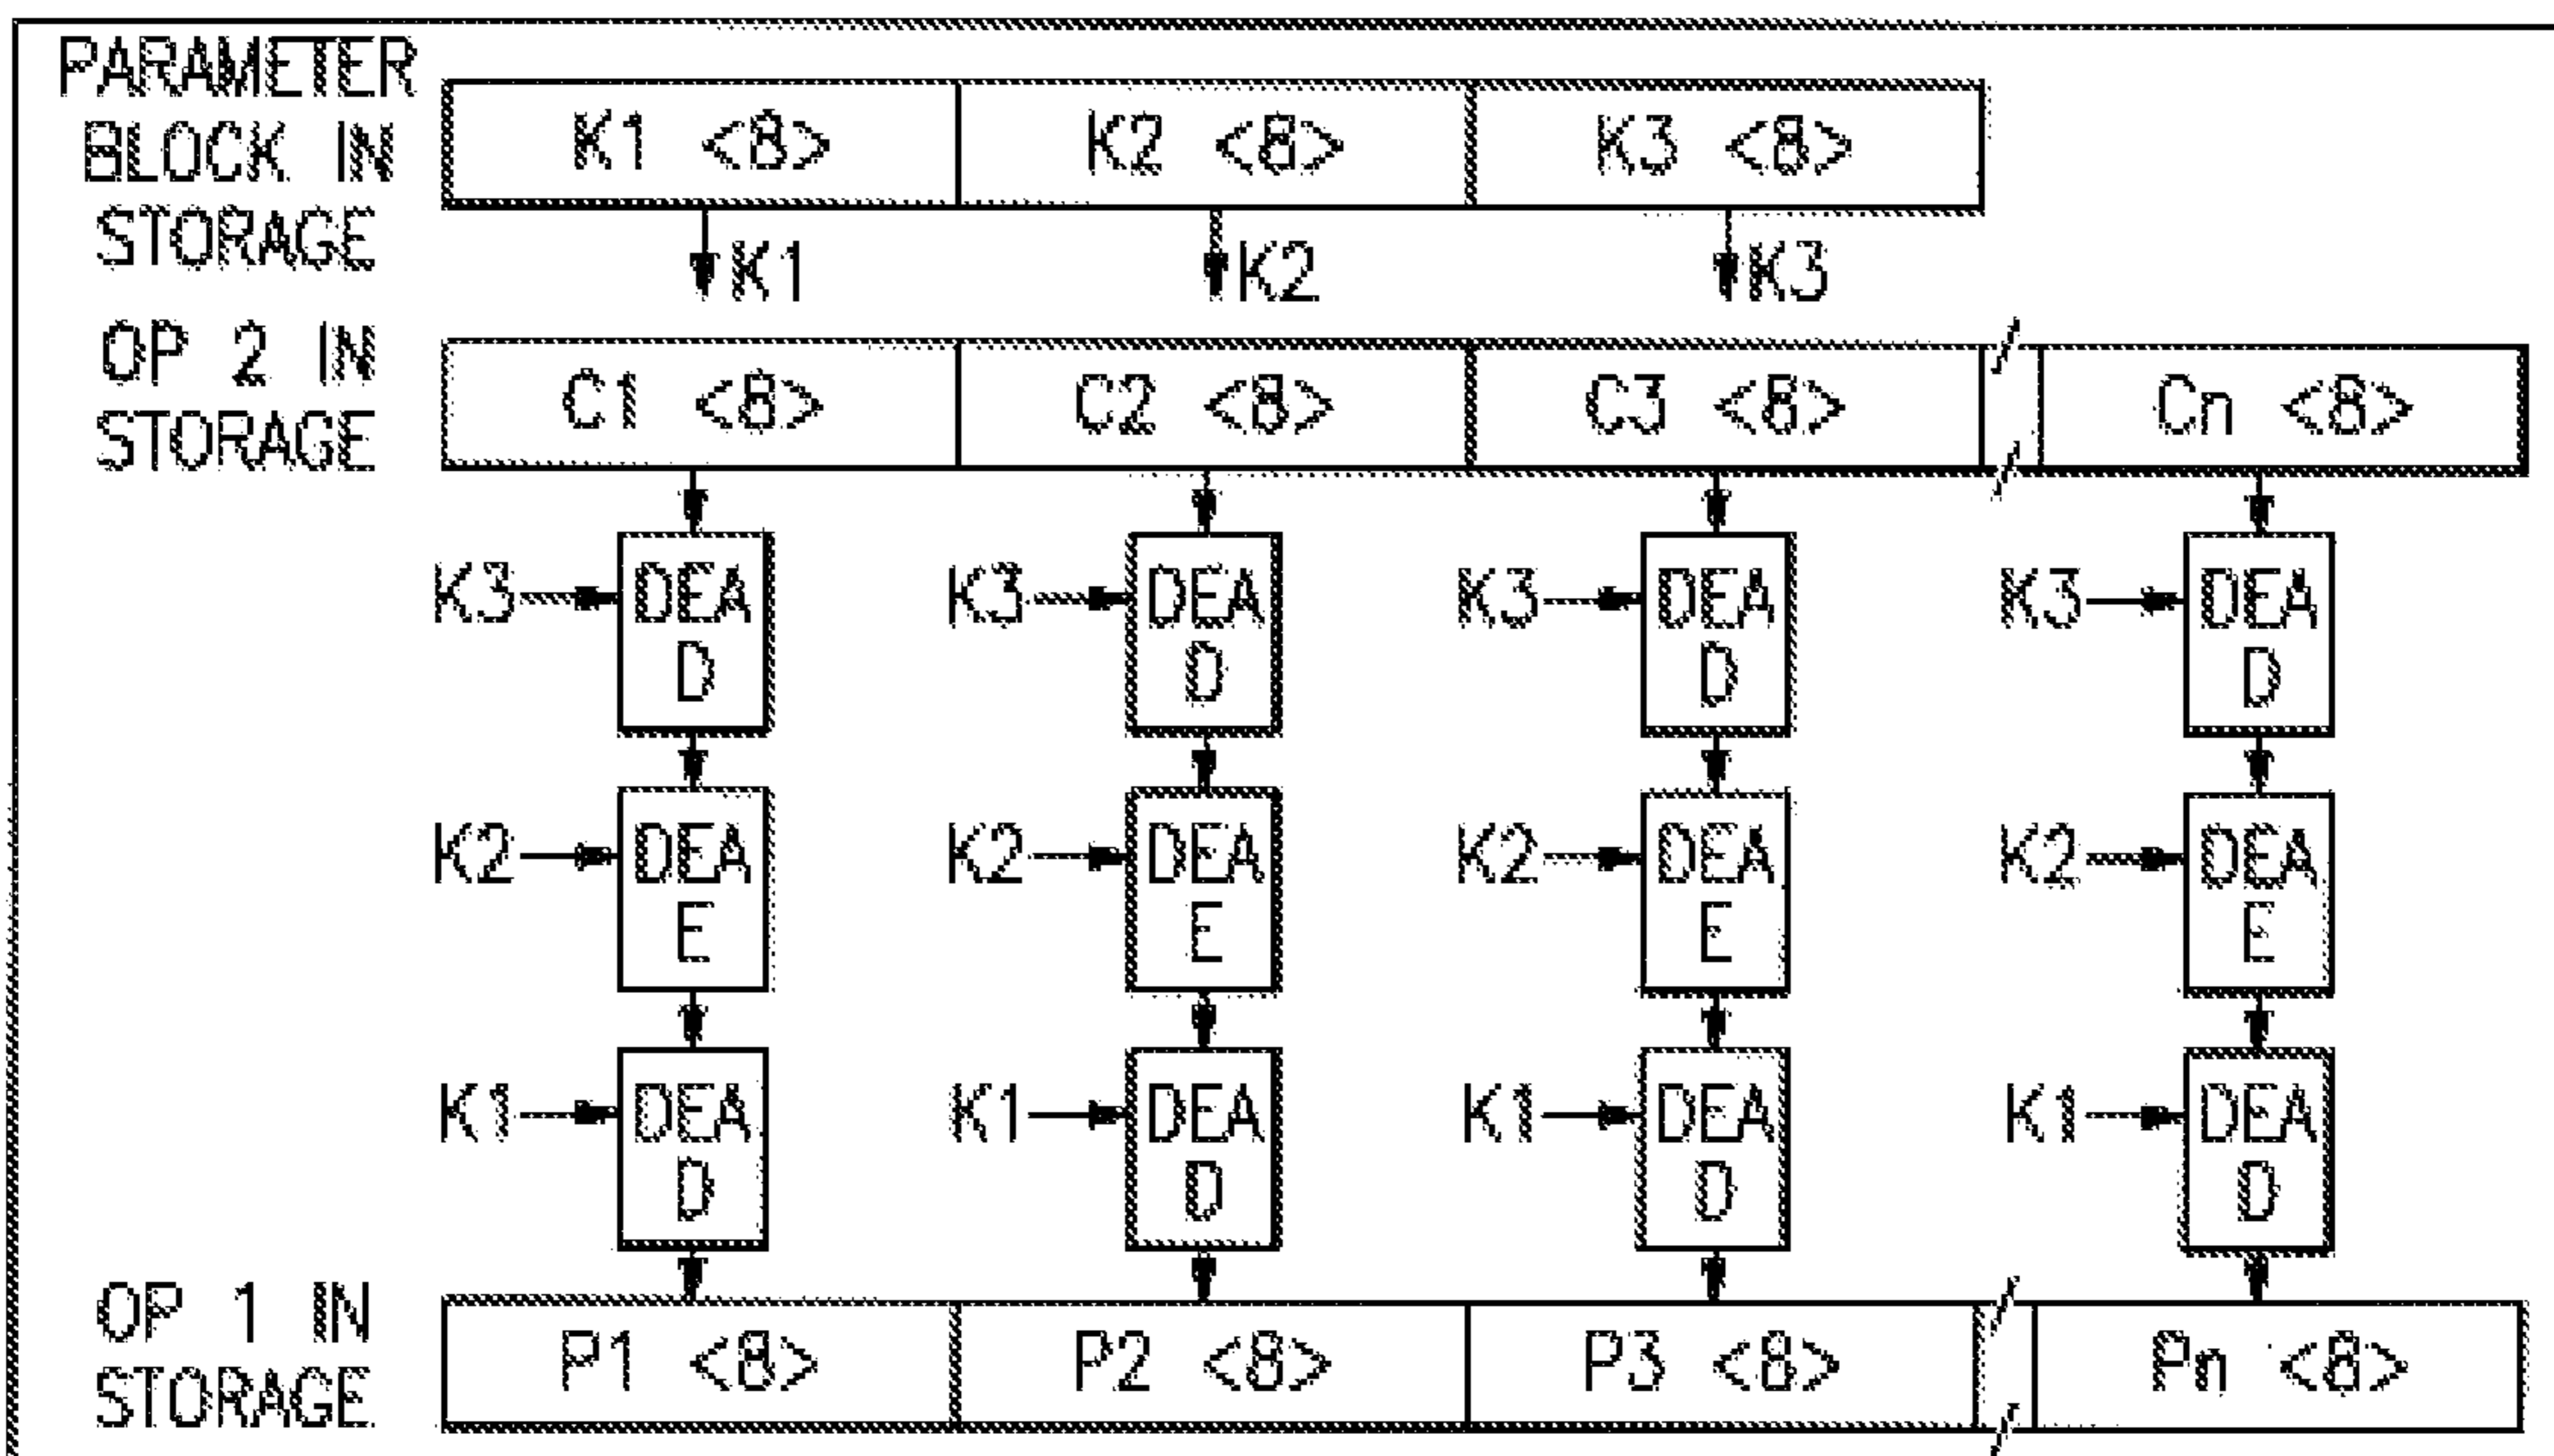 PARAMETER
BLOCK IN
STORAGE
K1 <8> K2 <8> K3 <8>
K1 K2 K3
OP 2 IN
STORAGE
C1 <8> C2 <8> C3 <8> Cn <8>
K3 DEA K3 DEA K3 DEA K3 DEA
D D D D
K2 DEA K2 DEA K2 DEA K2 DEA
E E E E
K1 DEA K1 DEA K1 DEA K1 DEA
D D D D
OP 1 IN
STORAGE
P1 <8> P2 <8> P3 <8> Pn <8>